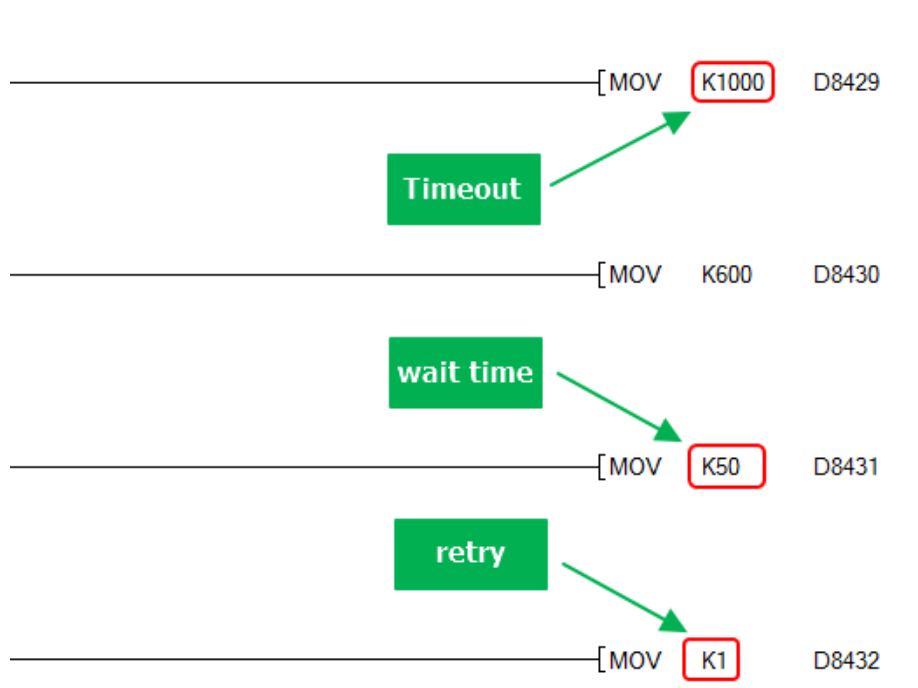 [MOV K1000 D8429
Timeout
[MOV K600 D8430
wait time
[MOV K50 D8431
retry
[MOV K1 D8432